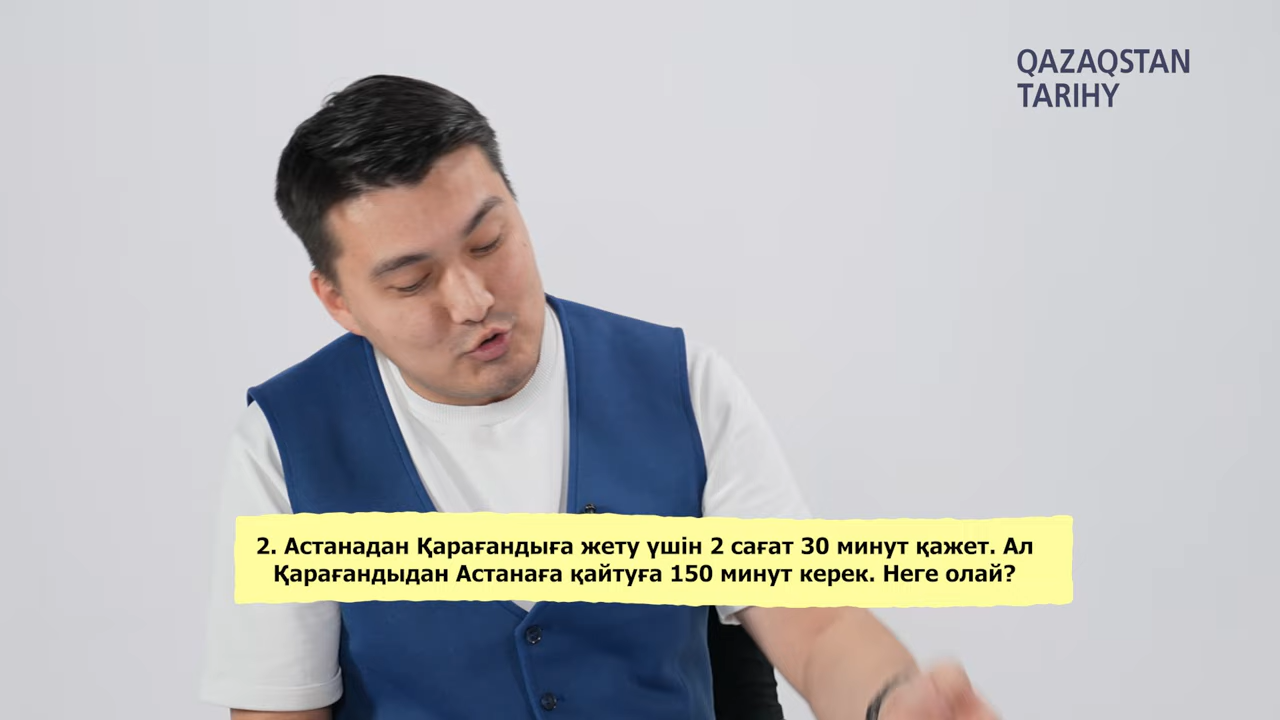 QAZAQSTAN
TARIHY
2. Астанадан Қарағандыға жету үшін 2 сағат 30 минут қажет. Ал
Қарағандыдан Астанаға қайтуға 150 минут керек. Неге олай?